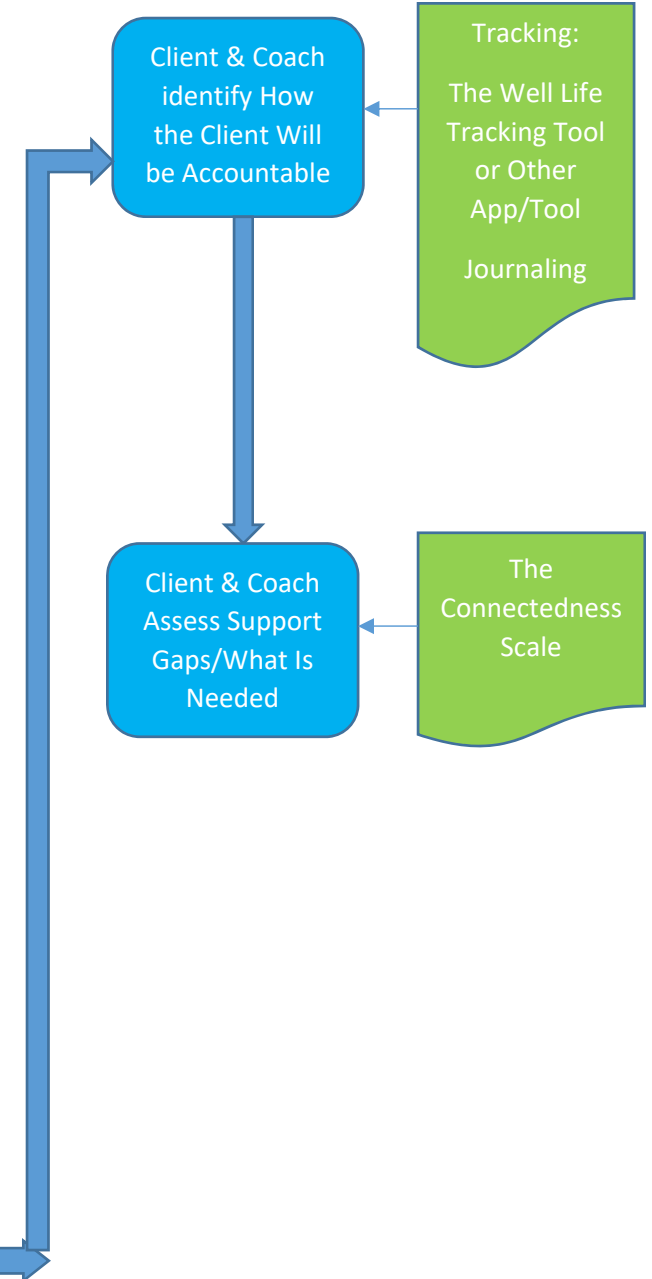 Client & Coach
identify How
the Client Will
be Accountable
Tracking:
The Well Life
Tracking Tool
or Other
App/Tool
Journaling
Client & Coach
Assess Support
Gaps/What Is
Needed
The
Connectedness
Scale